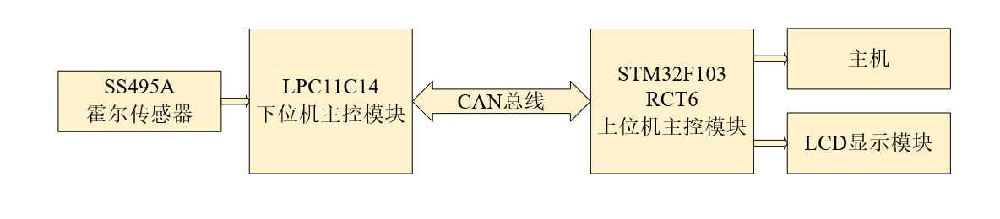 SS495A
霍尔传感器
LPC11C14
下位机主控模块
CAN总线
STM32F103
RCT6
上位机主控模块
主机
LCD显示模块